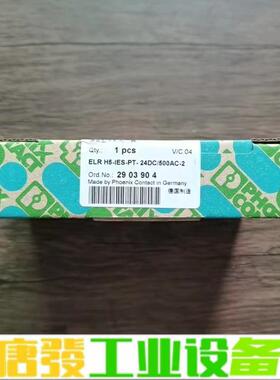 Qty.: 1 pcs V/C 04
ELR H5-IES-PT- 24DC/500AC-2
Ord No.: 29 03 90 4
Made by Phoenix Contact in Germany
德国制造
唐發工业设备